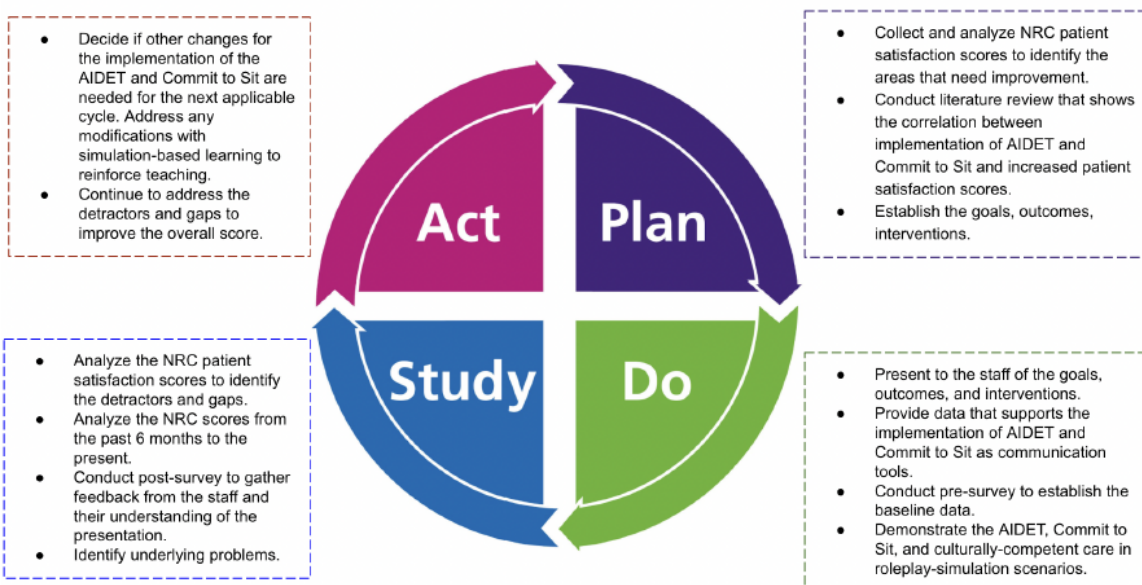 ● Decide if other changes for
the implementation of the
AIDET and Commit to Sit are
needed for the next applicable
cycle. Address any
modifications with
simulation-based learning to
reinforce teaching.
● Continue to address the
detractors and gaps to
improve the overall score.
Act
Plan
● Collect and analyze NRC patient
satisfaction scores to identify the
areas that need improvement.
● Conduct literature review that shows
the correlation between
implementation of AIDET and
Commit to Sit and increased patient
satisfaction scores.
● Establish the goals, outcomes,
interventions.
● Analyze the NRC patient
satisfaction scores to identify
the detractors and gaps.
● Analyze the NRC scores from
the past 6 months to the
present.
● Conduct post-survey to gather
feedback from the staff and
their understanding of the
presentation.
● Identify underlying problems.
Study
Do
● Present to the staff of the goals,
outcomes, and interventions.
● Provide data that supports the
implementation of AIDET and
Commit to Sit as communication
tools.
● Conduct pre-survey to establish the
baseline data.
● Demonstrate the AIDET, Commit to
Sit, and culturally-competent care in
roleplay-simulation scenarios.